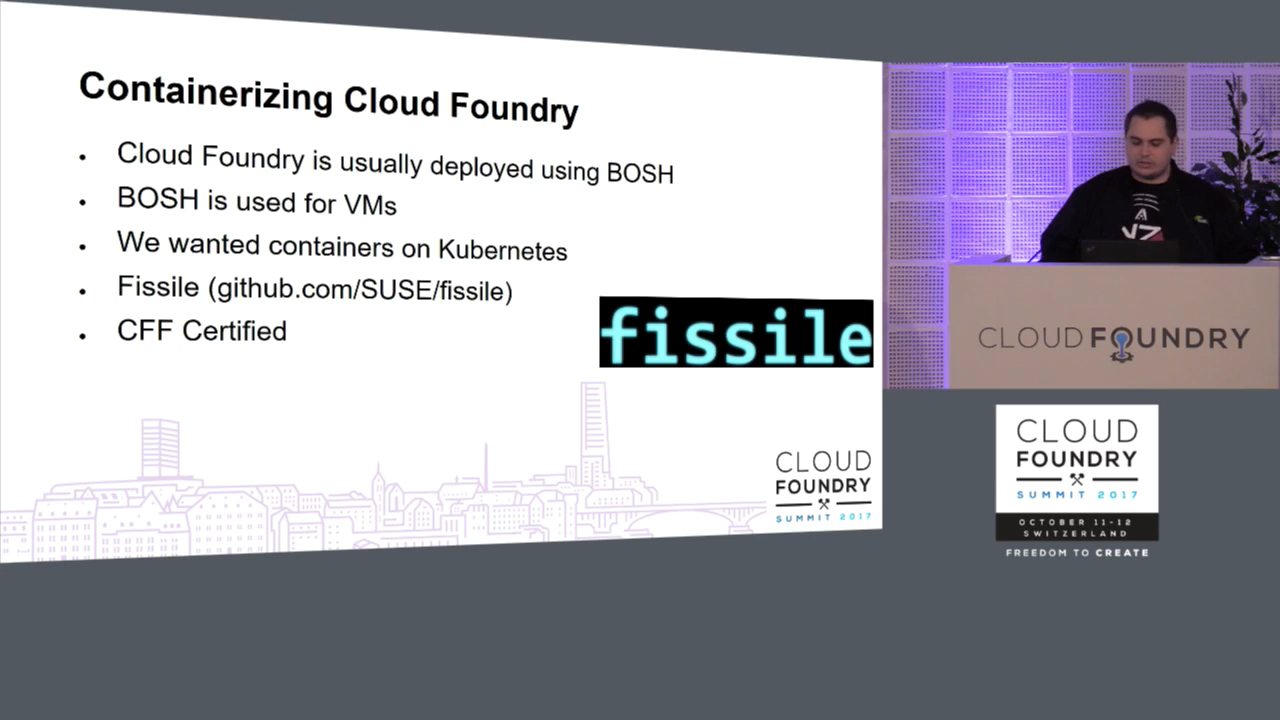 Containerizing Cloud Foundry
Cloud Foundry is usually deployed using BOSH
BOSH is used for VMs
We wanted containers on Kubernetes
Fissile (github.com/SUSE/fissile)
CFF Certified
fissile
CLOUD
FOUNDRY
SUMMIT 2017
CLOUD FOUNDRY
CLOUD
FOUNDRY
SUMMIT 2017
OCTOBER 11-12
SWITZERLAND
FREEDOM TO CREATE